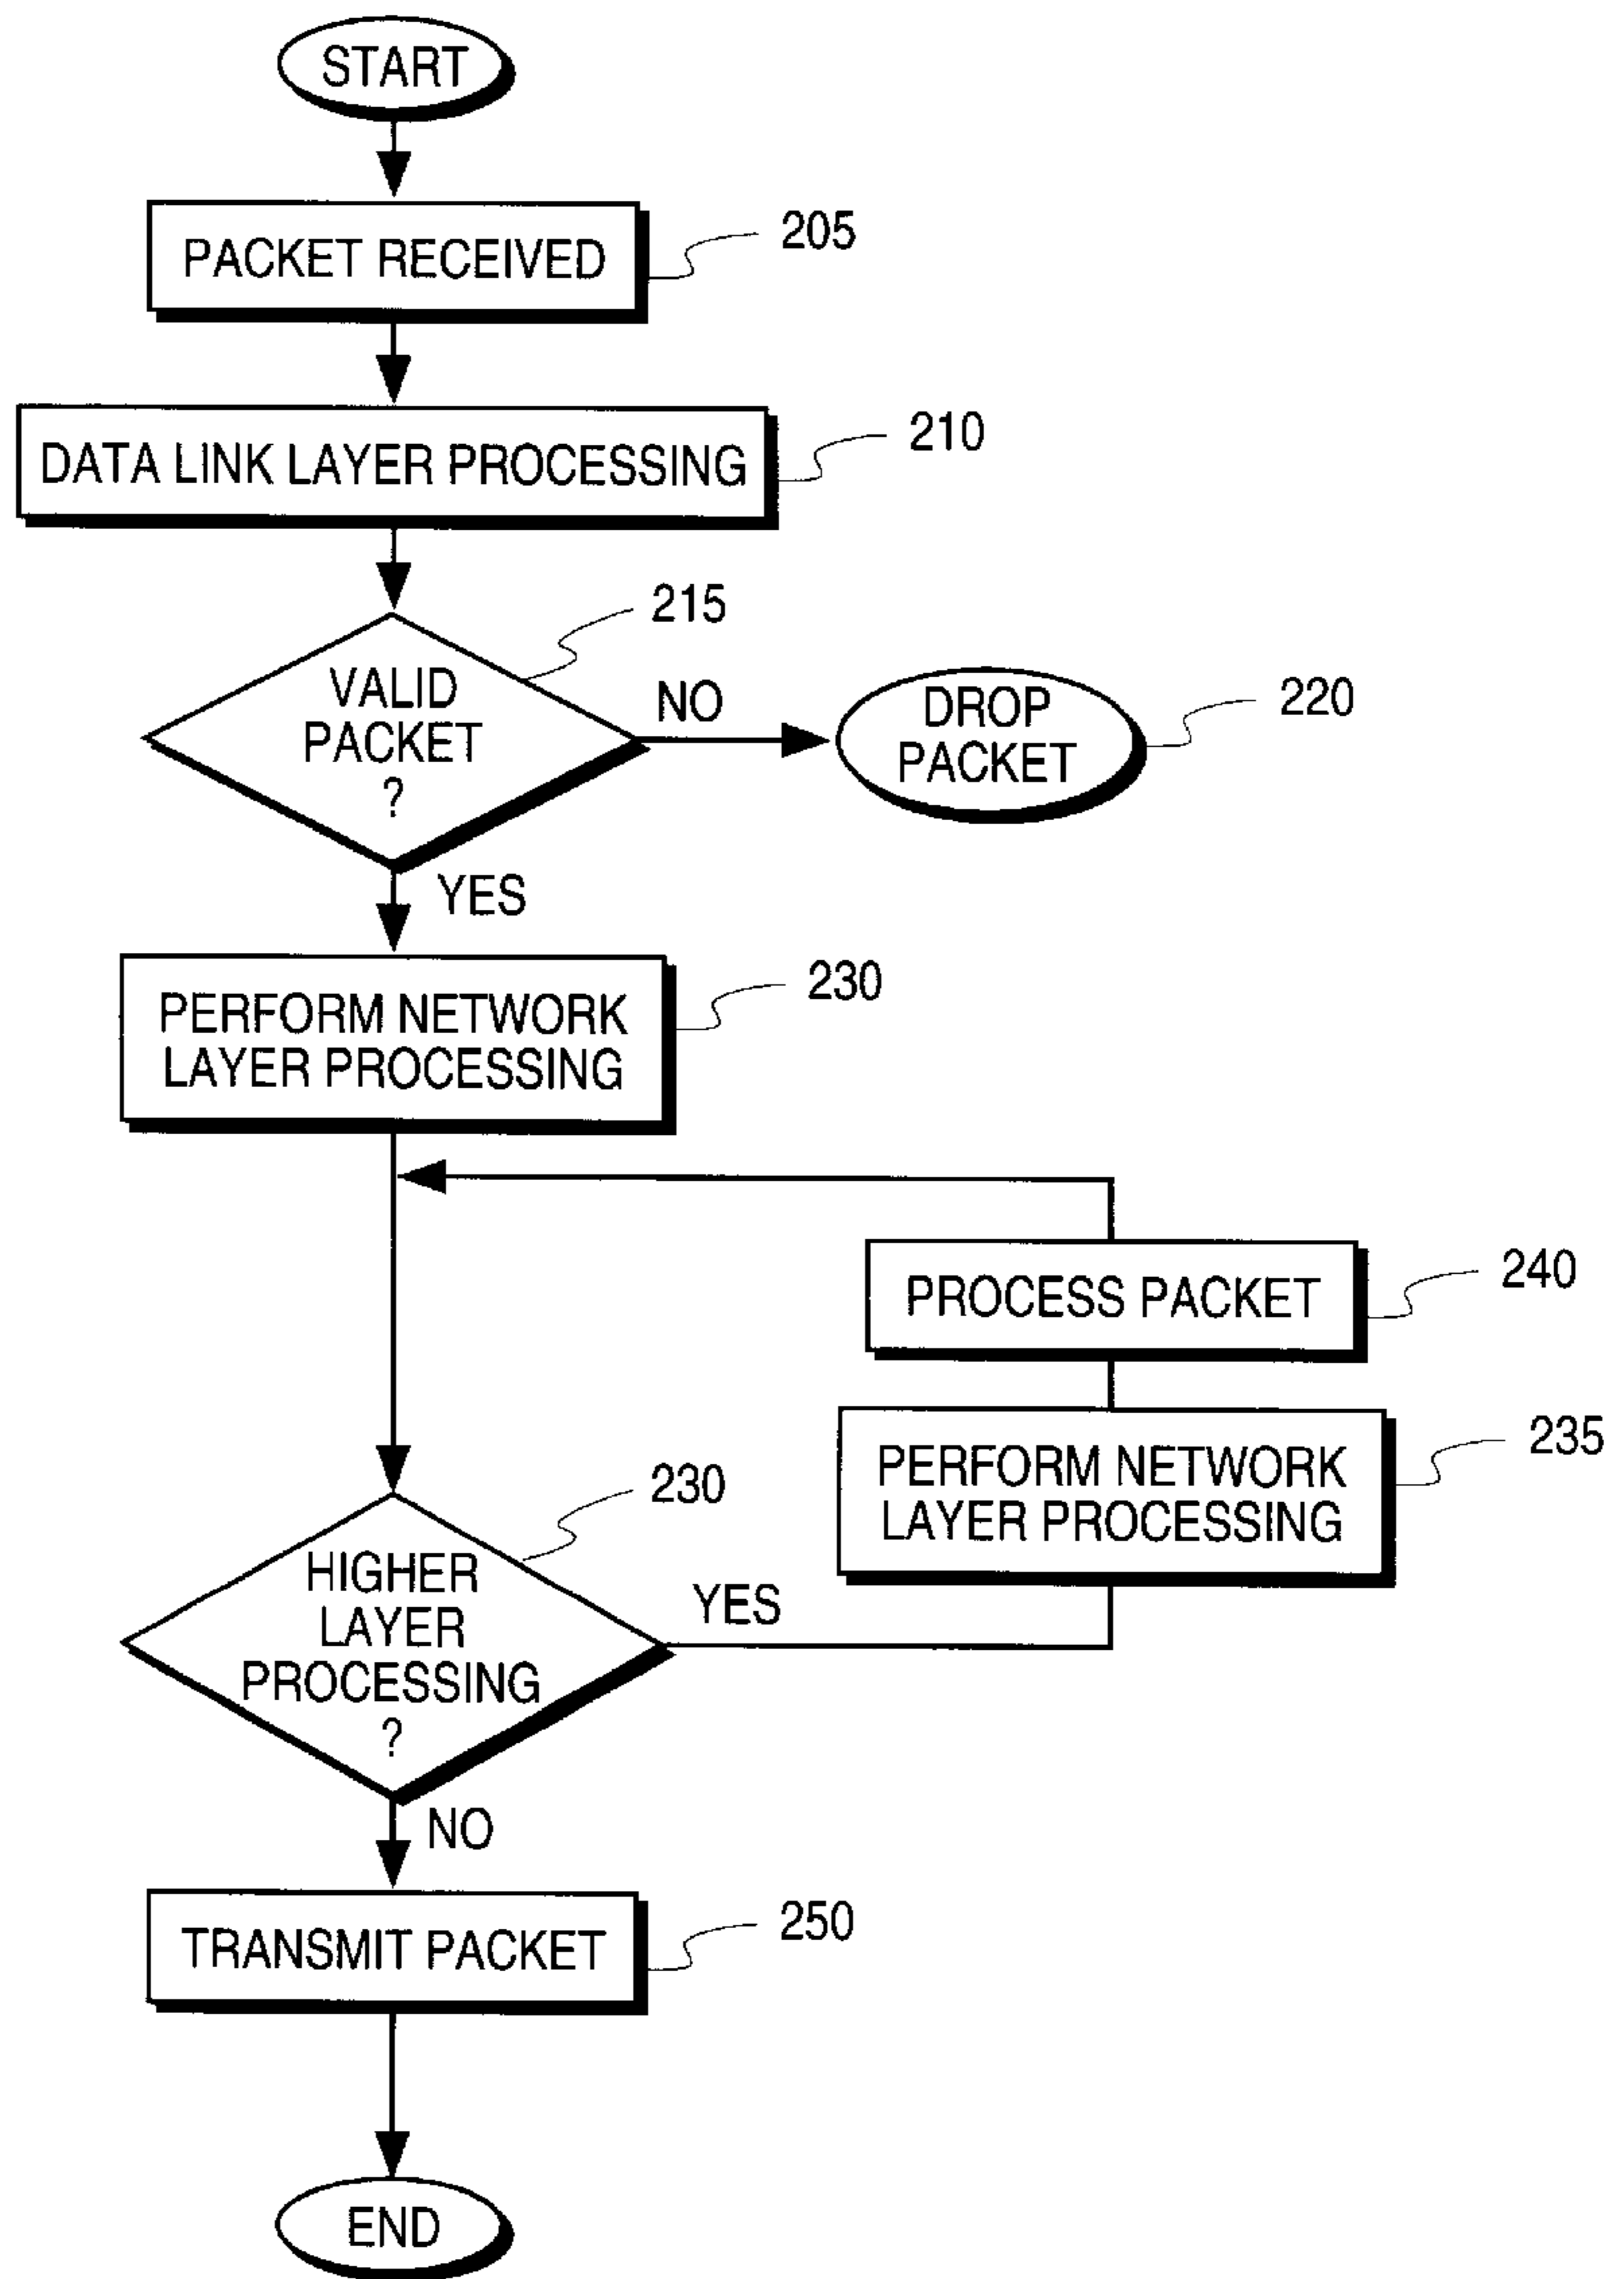 START
PACKET RECEIVED
205
DATA LINK LAYER PROCESSING
210
215
VALID
PACKET
?
NO
DROP
PACKET
220
YES
PERFORM NETWORK
LAYER PROCESSING
230
PROCESS PACKET
240
PERFORM NETWORK
LAYER PROCESSING
235
230
HIGHER
LAYER
PROCESSING
?
YES
NO
TRANSMIT PACKET
250
END